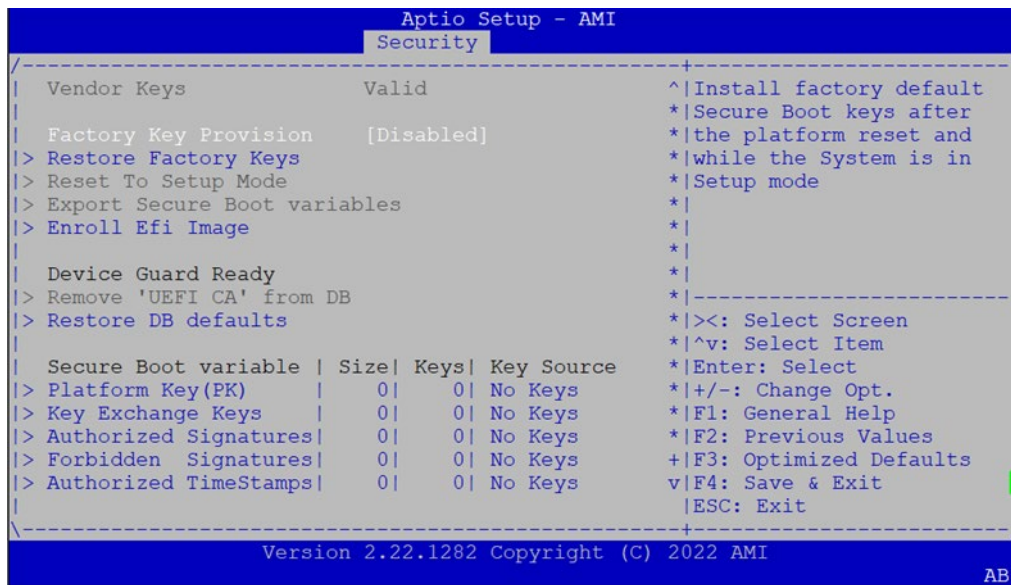 Aptio Setup - AMI
Security
/----------------------------------------------------+-------------------------
| Vendor Keys Valid ^|Install factory default
| *|Secure Boot keys after
| Factory Key Provision [Disabled] *|the platform reset and
|> Restore Factory Keys *|while the System is in
|> Reset To Setup Mode *|Setup mode
|> Export Secure Boot variables *|
|> Enroll Efi Image *|
| *|
| Device Guard Ready *|
|> Remove 'UEFI CA' from DB *|-------------------------
|> Restore DB defaults *|><: Select Screen
| *|^v: Select Item
| Secure Boot variable | Size| Keys| Key Source *|Enter: Select
|> Platform Key(PK) | 0| 0| No Keys *|+/-: Change Opt.
|> Key Exchange Keys | 0| 0| No Keys *|F1: General Help
|> Authorized Signatures| 0| 0| No Keys *|F2: Previous Values
|> Forbidden Signatures| 0| 0| No Keys +|F3: Optimized Defaults
|> Authorized TimeStamps| 0| 0| No Keys v|F4: Save & Exit
| |ESC: Exit
\----------------------------------------------------+-------------------------
Version 2.22.1282 Copyright (C) 2022 AMI
AB